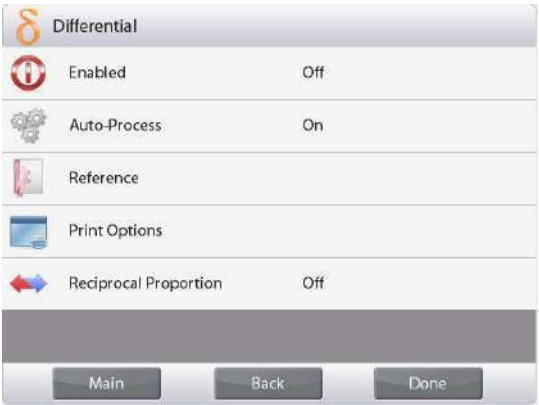 δ Differential
Enabled Off
Auto-Process On
Reference
Print Options
Reciprocal Proportion Off
Main Back Done